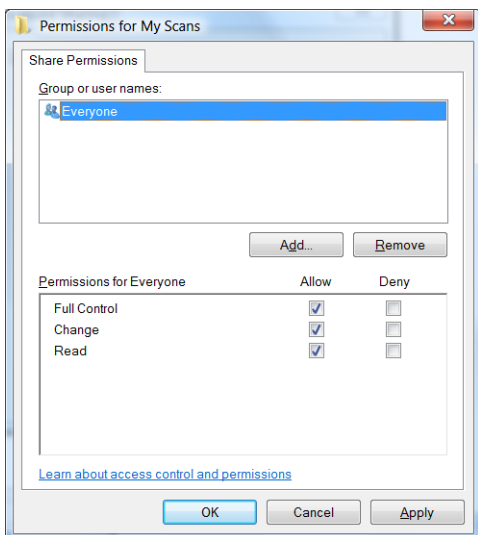 Permissions for My Scans
Share Permissions
Group or user names:
Everyone
Add... Remove
Permissions for Everyone Allow Deny
Full Control
Change
Read
Learn about access control and permissions
OK Cancel Apply